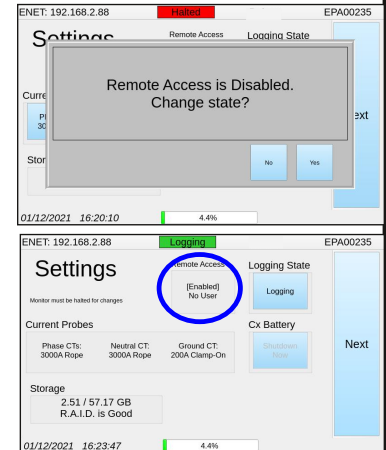 ENET: 192.168.2.88 Halted EPA00235
Settings Remote Access Logging State
Remote Access is Disabled.
Change state?
Curre
ext
30
Stor
No Yes
01/12/2021 16:20:10 4.4%
ENET: 192.168.2.88 Logging EPA00235
Settings Remote Access Logging State
[Enabled]
No User
Logging
Monitor must be halted for changes
Current Probes Cx Battery
Phase CTs: Neutral CT: Ground CT: Shutdown
3000A Rope 3000A Rope 200A Clamp-On Now
Next
Storage
2.51 / 57.17 GB
R.A.I.D. is Good
01/12/2021 16:23:47 4.4%